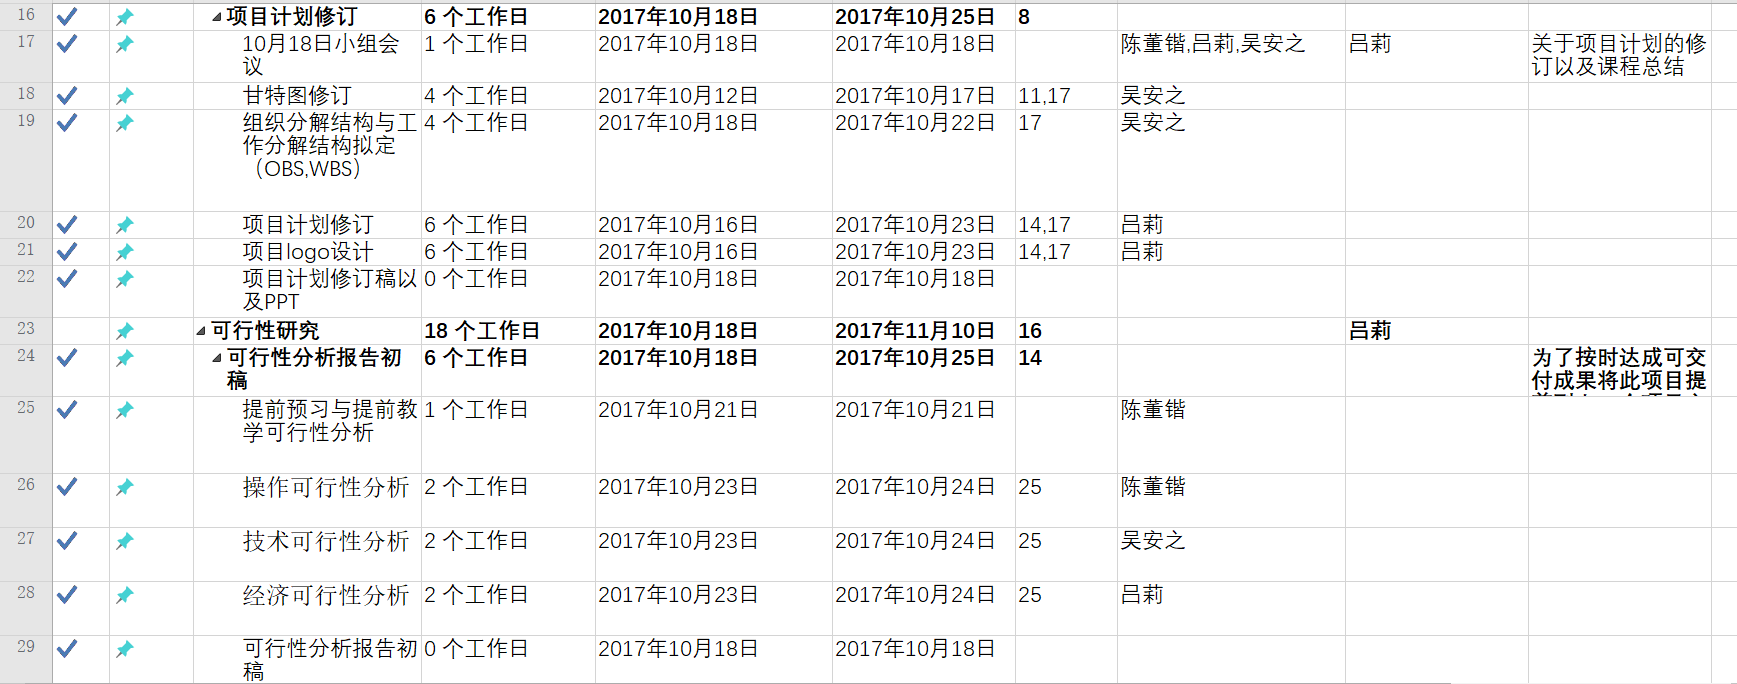 16 项目计划修订 6 个工作日 2017年10月18日 2017年10月25日 8
17 10月18日小组会 1 个工作日 2017年10月18日 2017年10月18日 陈董锴,吕莉,吴安之 吕莉 关于项目计划的修
议 订以及课程总结
18 甘特图修订 4 个工作日 2017年10月12日 2017年10月17日 11,17 吴安之
19 组织分解结构与工 4 个工作日 2017年10月18日 2017年10月22日 17 吴安之
作分解结构拟定
（OBS,WBS）
20 项目计划修订 6 个工作日 2017年10月16日 2017年10月23日 14,17 吕莉
21 项目logo设计 6 个工作日 2017年10月16日 2017年10月23日 14,17 吕莉
22 项目计划修订稿以 0 个工作日 2017年10月18日 2017年10月18日
及PPT
23 可行性研究 18 个工作日 2017年10月18日 2017年11月10日 16 吕莉
24 可行性分析报告初 6 个工作日 2017年10月18日 2017年10月25日 14 为了按时达成可交
稿 付成果将此项目提
25 提前预习与提前教 1 个工作日 2017年10月21日 2017年10月21日 陈董锴
学可行性分析
26 操作可行性分析 2 个工作日 2017年10月23日 2017年10月24日 25 陈董锴
27 技术可行性分析 2 个工作日 2017年10月23日 2017年10月24日 25 吴安之
28 经济可行性分析 2 个工作日 2017年10月23日 2017年10月24日 25 吕莉
29 可行性分析报告初 0 个工作日 2017年10月18日 2017年10月18日
稿